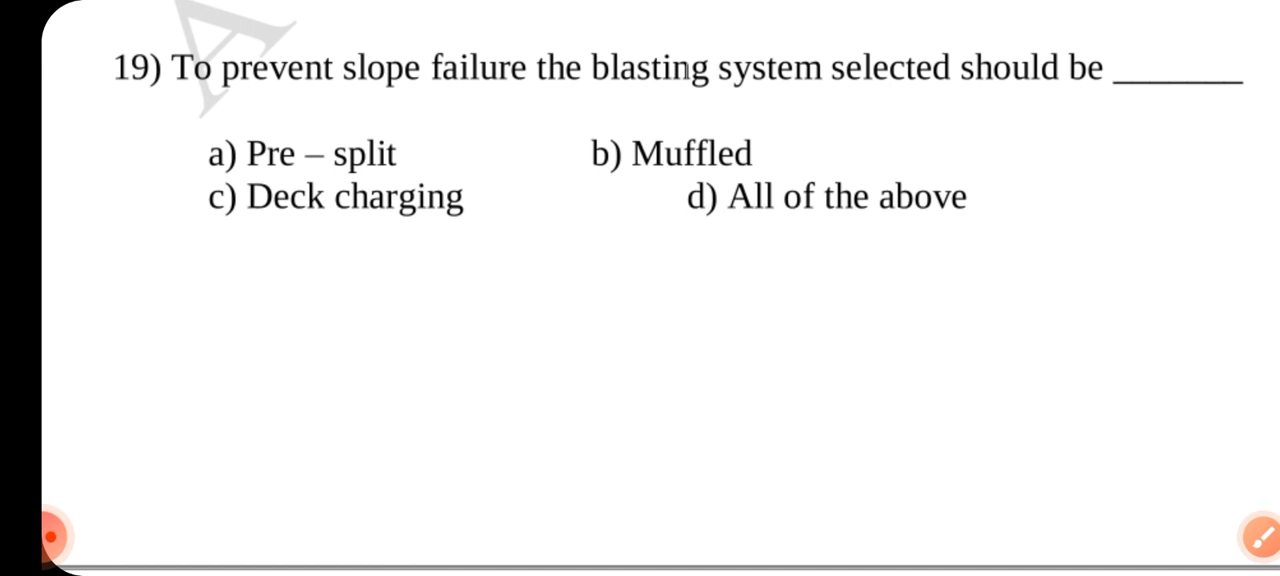 19) To prevent slope failure the blasting system selected should be _______
a) Pre – split b) Muffled
c) Deck charging d) All of the above